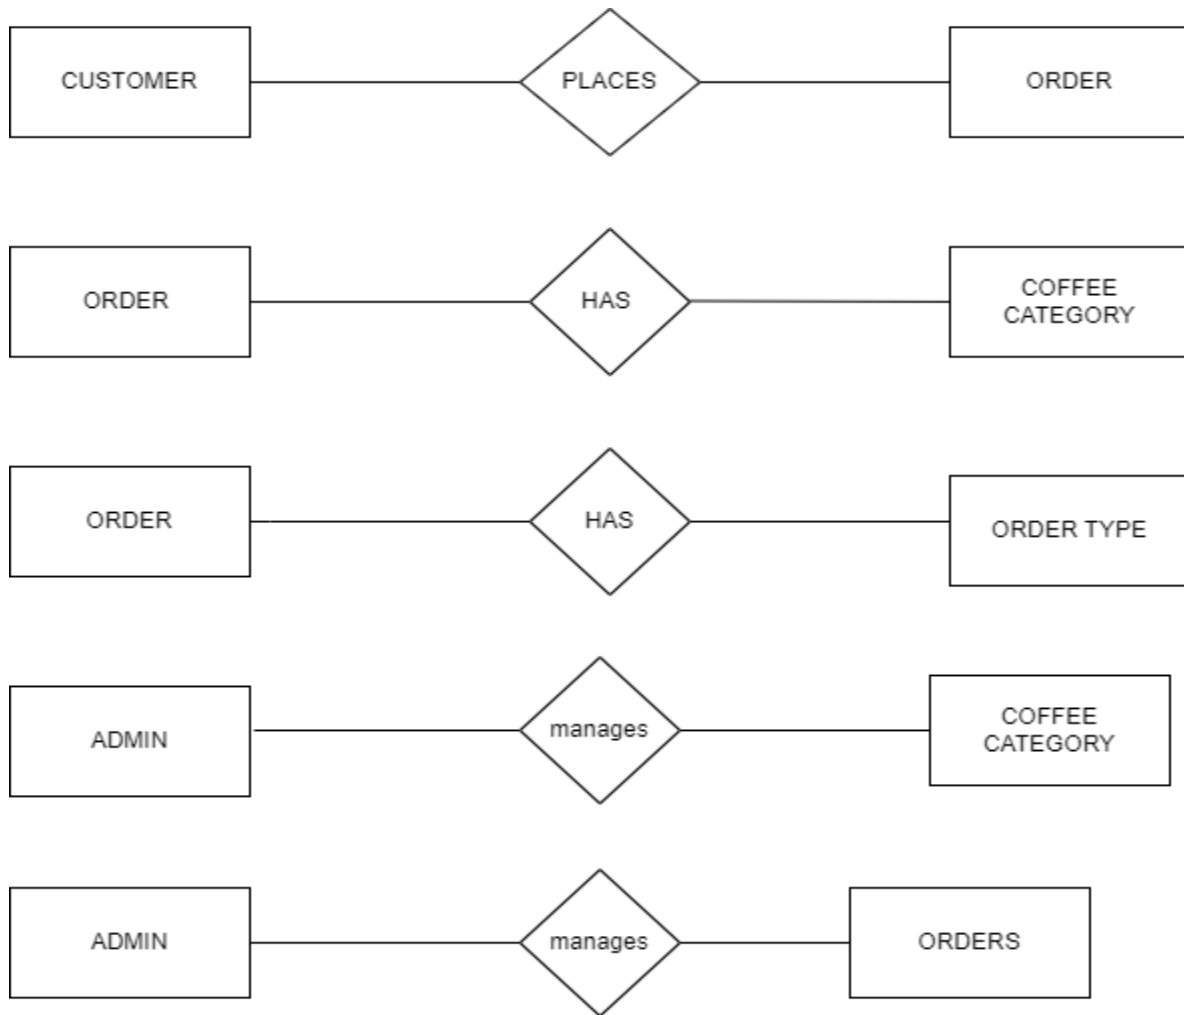 CUSTOMER
PLACES
ORDER
ORDER
HAS
COFFEE
CATEGORY
ORDER
HAS
ORDER TYPE
ADMIN
manages
COFFEE
CATEGORY
ADMIN
manages
ORDERS